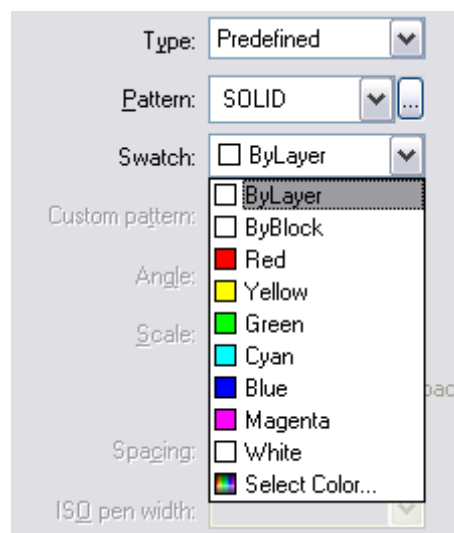 Type: Predefined
Pattern: SOLID ...
Swatch: ByLayer
ByLayer
Custom pattern:
ByBlock
Red
Angle:
Yellow
Scale:
Green
Cyan
Blue
Magenta
Spacing:
White
Select Color...
ISO pen width: